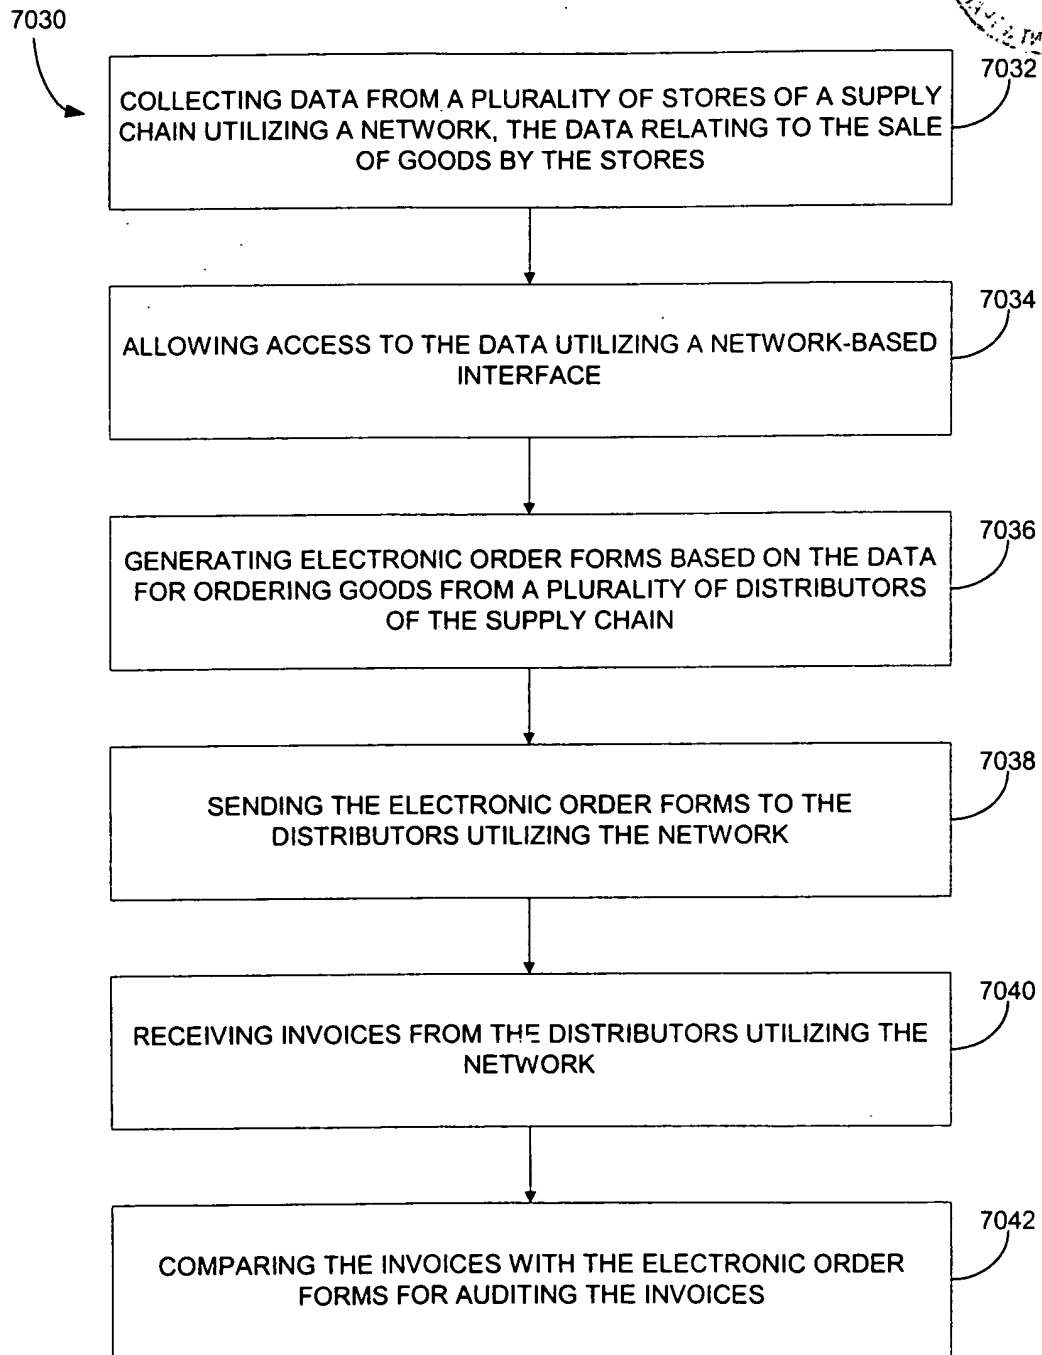 7030
7032
COLLECTING DATA FROM A PLURALITY OF STORES OF A SUPPLY
CHAIN UTILIZING A NETWORK, THE DATA RELATING TO THE SALE
OF GOODS BY THE STORES
7034
ALLOWING ACCESS TO THE DATA UTILIZING A NETWORK-BASED
INTERFACE
7036
GENERATING ELECTRONIC ORDER FORMS BASED ON THE DATA
FOR ORDERING GOODS FROM A PLURALITY OF DISTRIBUTORS
OF THE SUPPLY CHAIN
7038
SENDING THE ELECTRONIC ORDER FORMS TO THE
DISTRIBUTORS UTILIZING THE NETWORK
7040
RECEIVING INVOICES FROM THE DISTRIBUTORS UTILIZING THE
NETWORK
7042
COMPARING THE INVOICES WITH THE ELECTRONIC ORDER
FORMS FOR AUDITING THE INVOICES